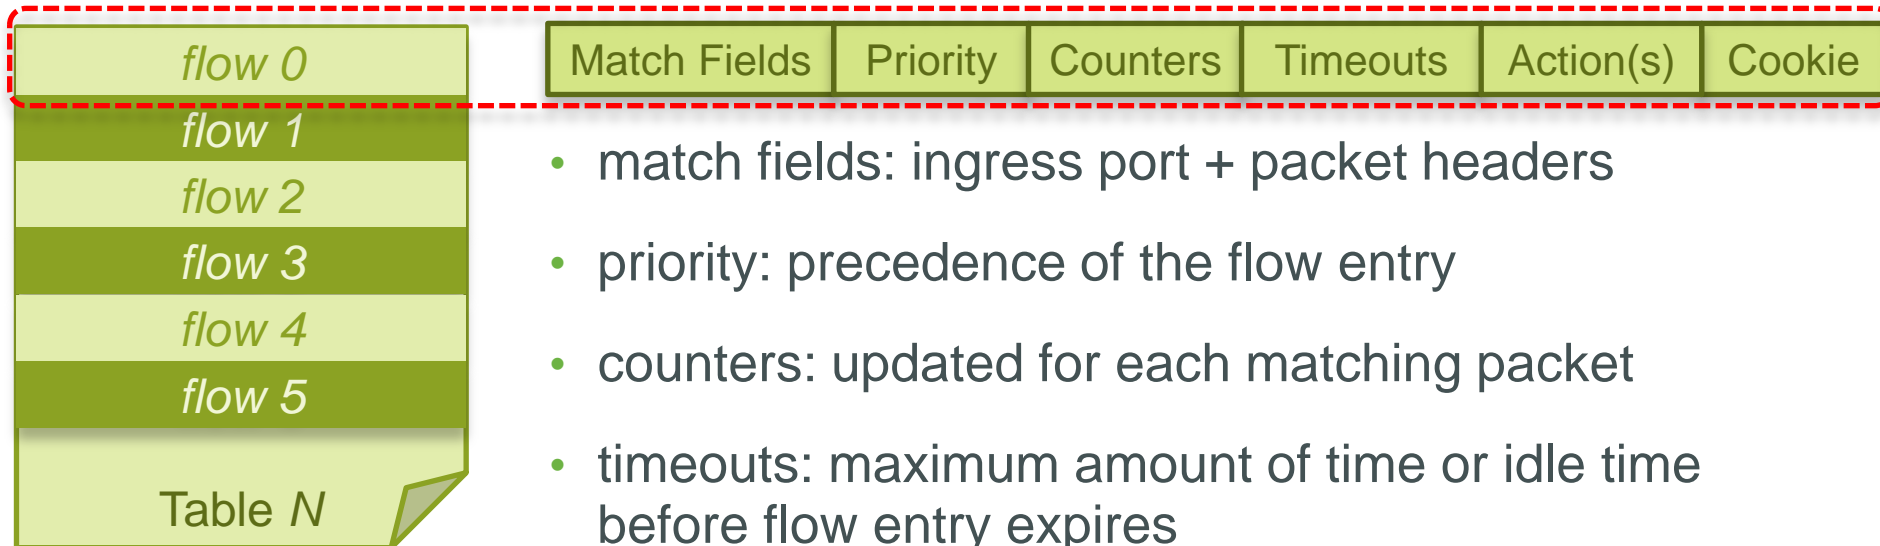 flow 0
Match Fields Priority Counters Timeouts Action(s) Cookie
flow 1
flow 2
flow 3
flow 4
flow 5
Table N
• match fields: ingress port + packet headers
• priority: precedence of the flow entry
• counters: updated for each matching packet
• timeouts: maximum amount of time or idle time
before flow entry expires